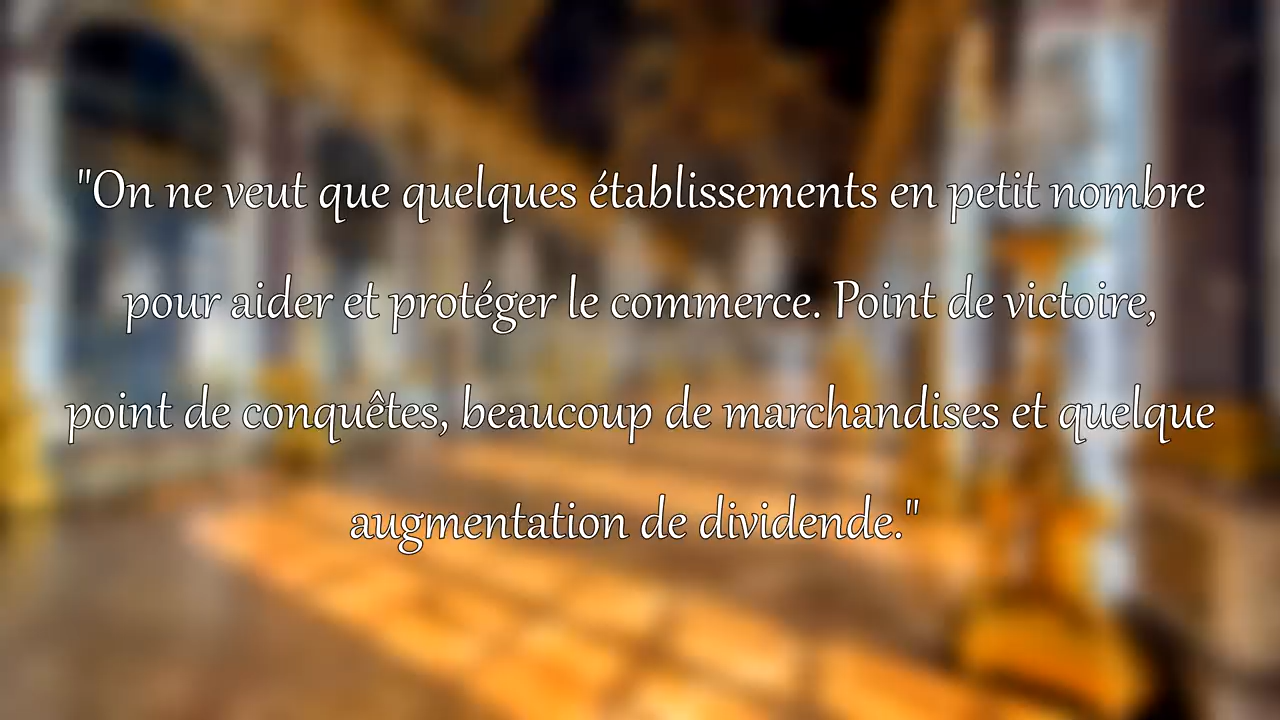 "On ne veut que quelques établissements en petit nombre
pour aider et protéger le commerce. Point de victoire,
point de conquêtes, beaucoup de marchandises et quelque
augmentation de dividende."